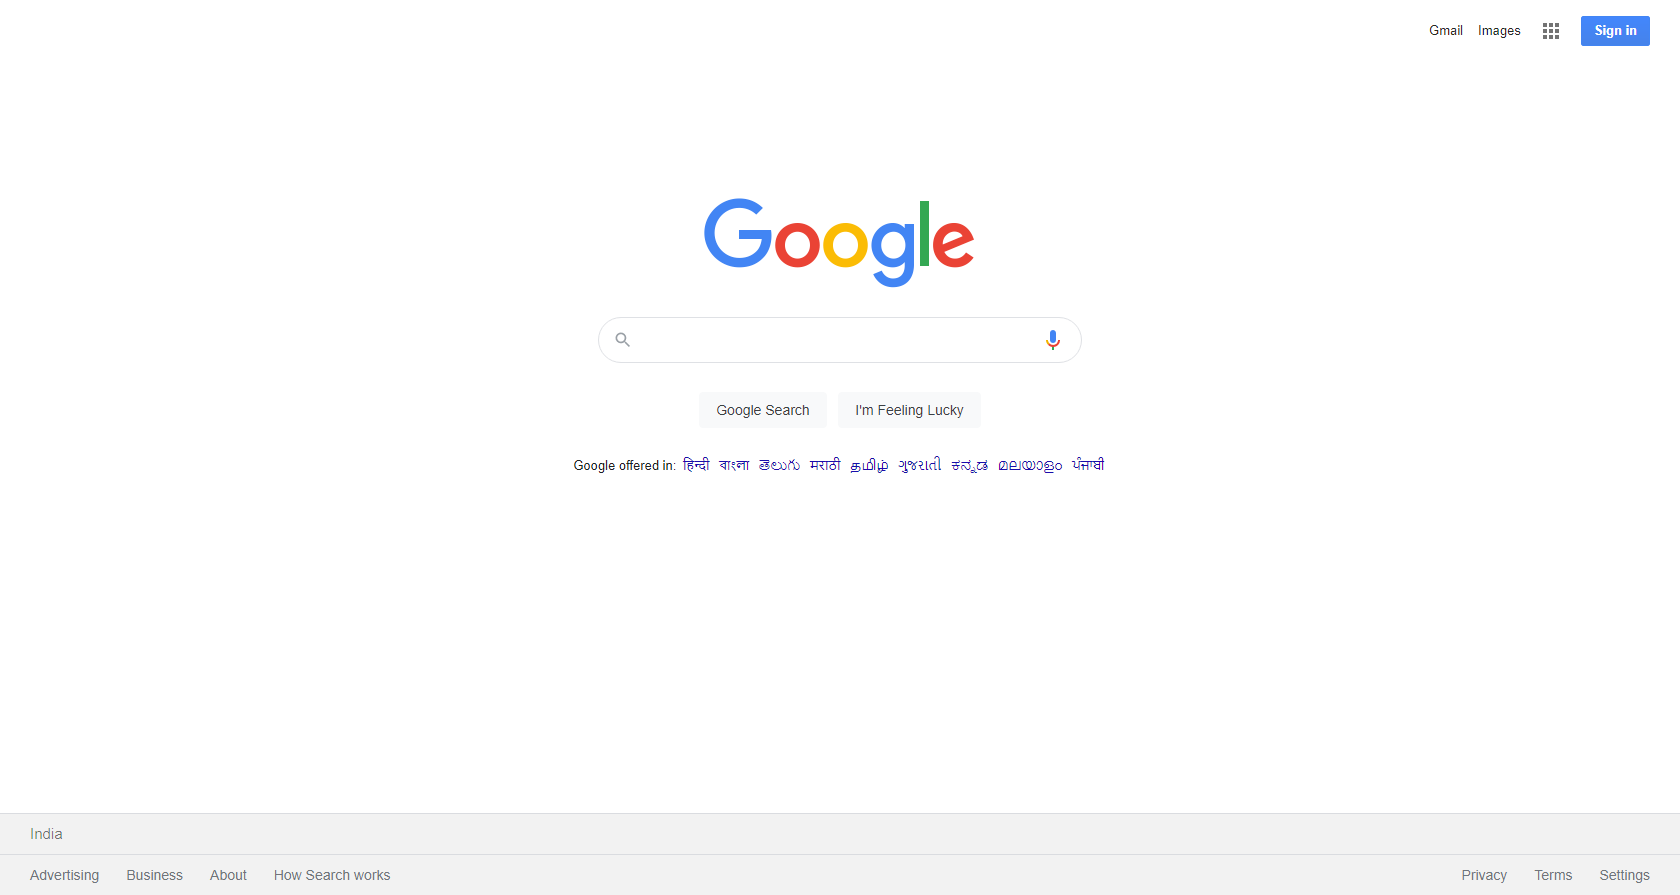 Gmail Images Sign in
Google
Google Search I'm Feeling Lucky
Google offered in: हिन्दी বাংলা తెలుగు मराठी தமிழ் ગુજરાતી ಕನ್ನಡ മലയാളം ਪੰਜਾਬੀ
India
Advertising Business About How Search works Privacy Terms Settings